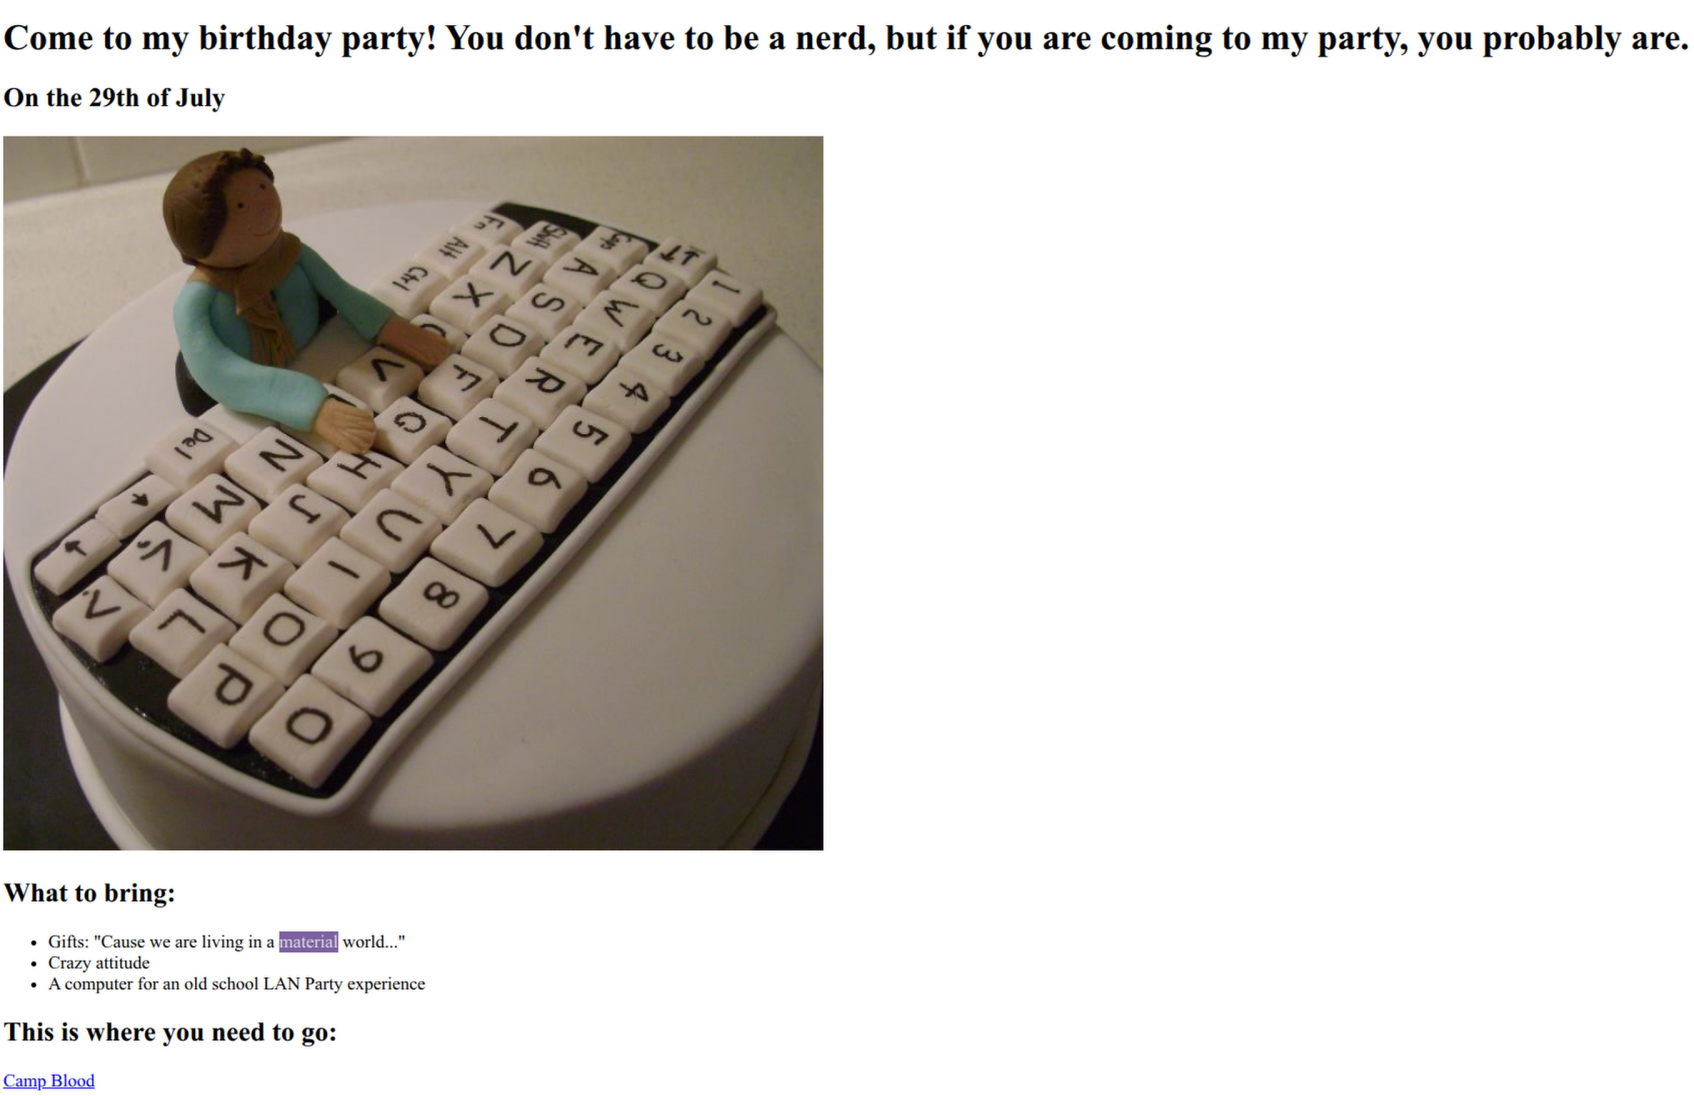 Come to my birthday party! You don't have to be a nerd, but if you are coming to my party, you probably are.
On the 29th of July
Fn Shift Caps
Alt Z A Q 1
Ctrl X S W 2
C D E 3
V F R 4
G T 5
Del N H Y 6
M J U 7
K I 8
L O 9
P 0
What to bring:
Gifts: "Cause we are living in a material world..."
Crazy attitude
A computer for an old school LAN Party experience
This is where you need to go:
Camp Blood